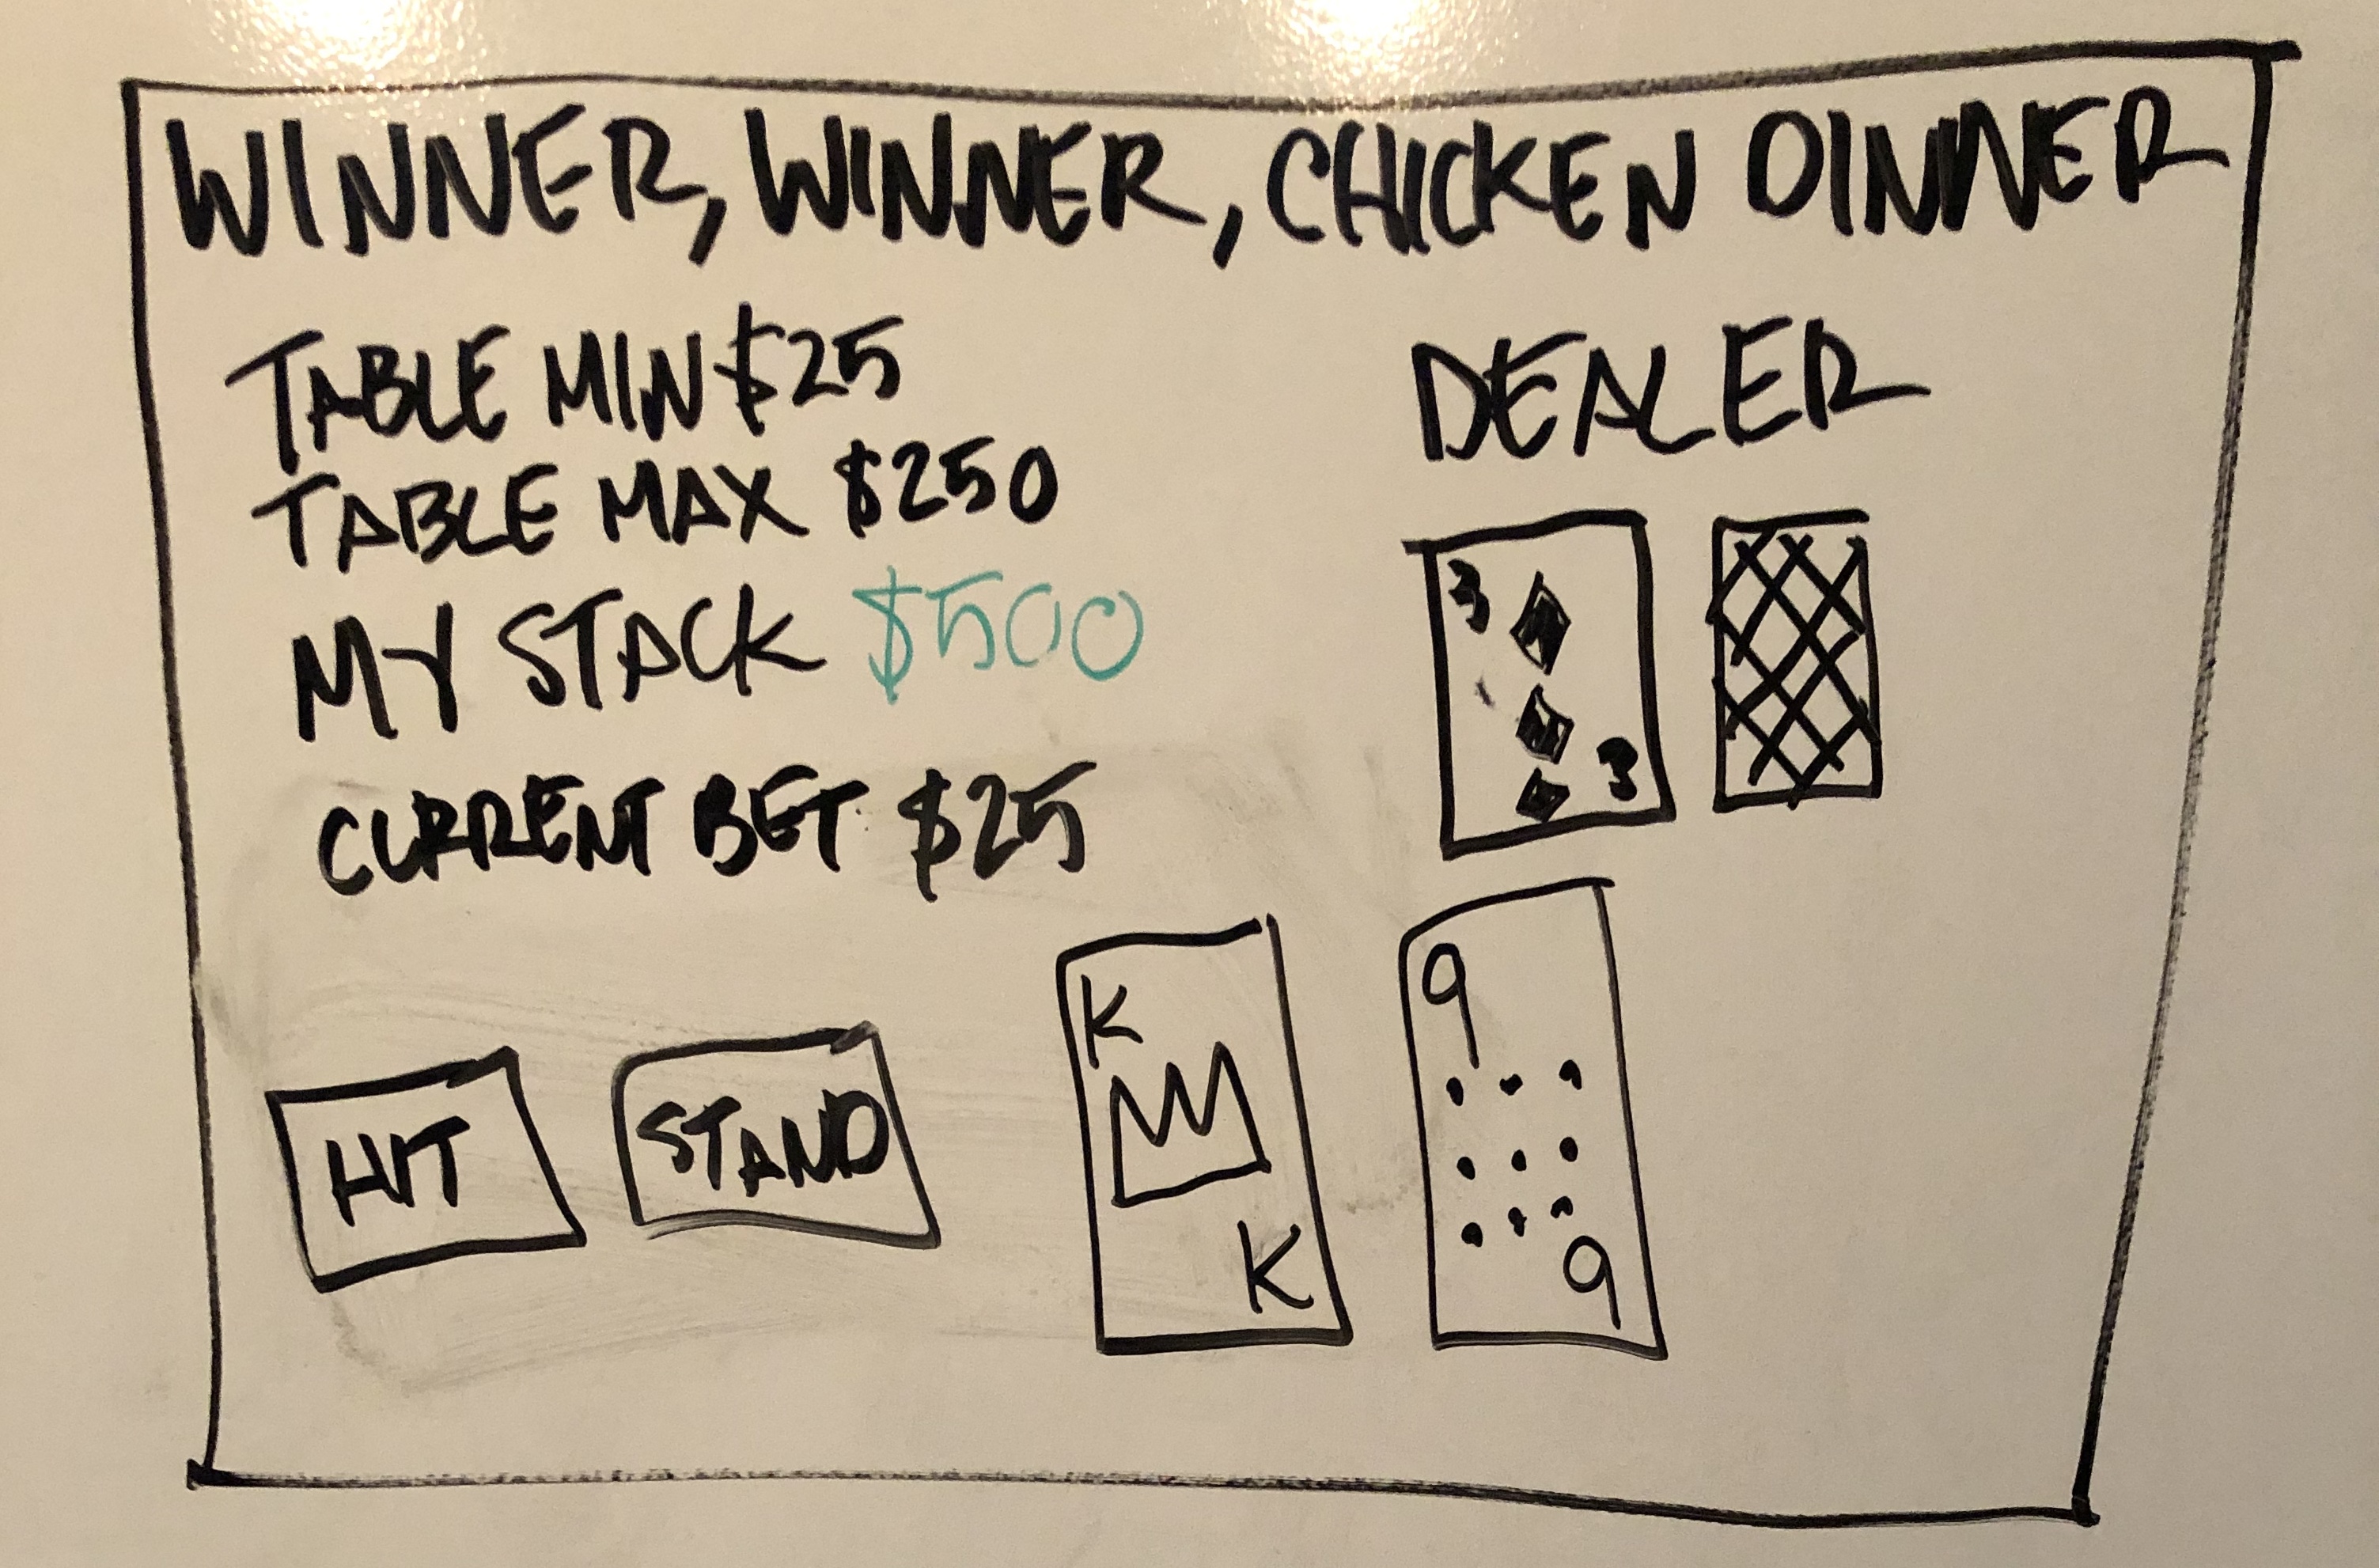 WINNER, WINNER, CHICKEN DINNER
TABLE MIN $25
TABLE MAX $250
MY STACK $500
CURRENT BET $25
DEALER
3
3
HIT
STAND
K
K
9
9